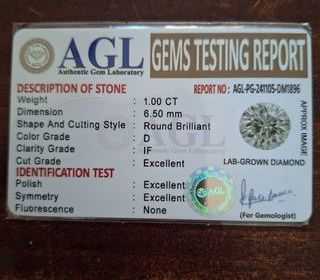 AGL
Authentic Gem Laboratory
GEMS TESTING REPORT
DESCRIPTION OF STONE
REPORT NO : AGL-PG-241105-DM1896
Weight : 1.00 CT
Dimension : 6.50 mm
Shape And Cutting Style : Round Brilliant
Color Grade : D
Clarity Grade : IF
Cut Grade : Excellent
APPROX IMAGE
LAB-GROWN DIAMOND
IDENTIFICATION TEST
Polish : Excellent
Symmetry : Excellent
Fluorescence : None
AGL
(For Gemologist)